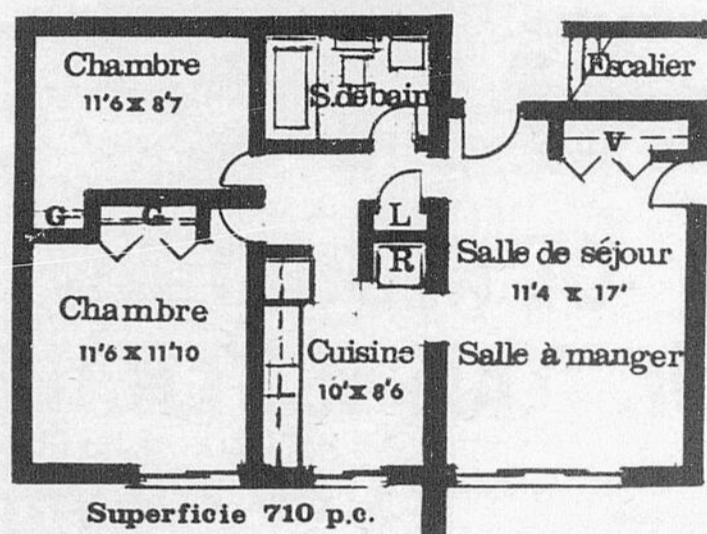 Chambre
11'6 x 8'7
S. de bain
Escalier
V
G
G
L
R
Salle de séjour
11'4 x 17'
Chambre
11'6 x 11'10
Cuisine
10' x 8'6
Salle à manger
Superficie 710 p.c.